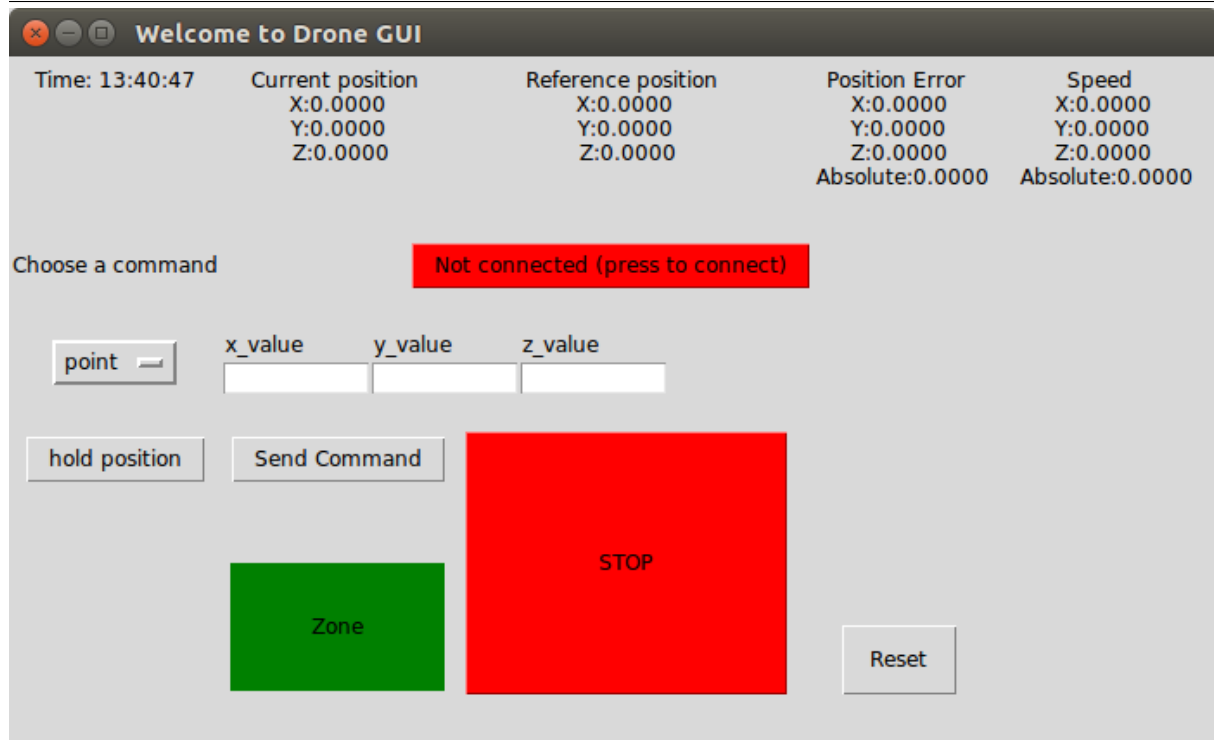 Welcome to Drone GUI
Time: 13:40:47 Current position Reference position Position Error Speed
X:0.0000 X:0.0000 X:0.0000 X:0.0000
Y:0.0000 Y:0.0000 Y:0.0000 Y:0.0000
Z:0.0000 Z:0.0000 Z:0.0000 Z:0.0000
Absolute:0.0000 Absolute:0.0000
Choose a command Not connected (press to connect)
x_value y_value z_value
point
hold position Send Command
STOP
Zone
Reset